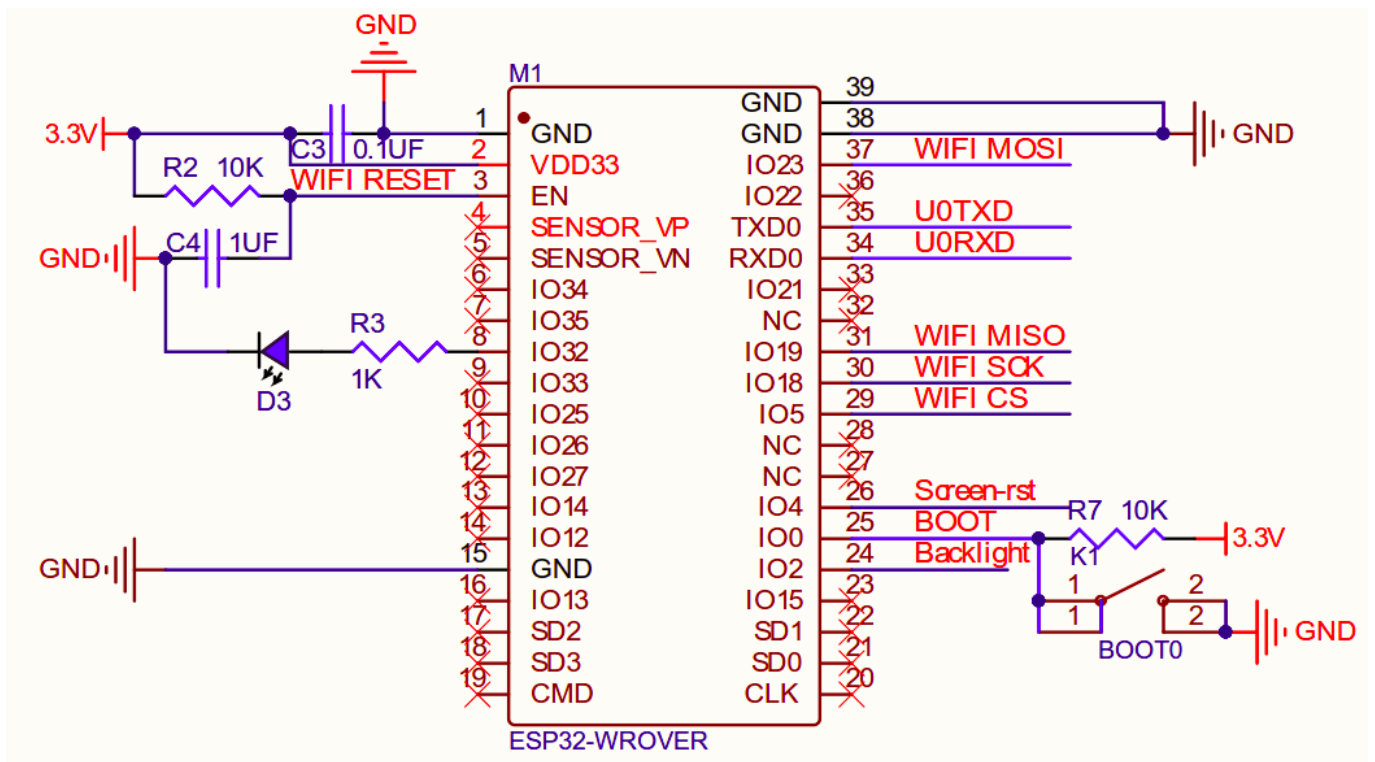 GND
M1
3.3V
C3 0.1UF
R2 10K
WIFI RESET
GND
C4 1UF
R3
1K
D3
GND
1 GND
2 VDD33
3 EN
4 SENSOR_VP
5 SENSOR_VN
6 IO34
7 IO35
8 IO32
9 IO33
10 IO25
11 IO26
12 IO27
13 IO14
14 IO12
15 GND
16 IO13
17 SD2
18 SD3
19 CMD
GND 39
GND 38
IO23 37 WIFI MOSI
IO22 36
TXD0 35 U0TXD
RXD0 34 U0RXD
IO21 33
NC 32
IO19 31 WIFI MISO
IO18 30 WIFI SCK
IO5 29 WIFI CS
NC 28
NC 27
IO4 26 Screen-rst
IO0 25 BOOT
IO2 24 Backlight
IO15 23
SD1 22
SD0 21
CLK 20
GND
R7 10K
3.3V
K1
1 2
1 2
GND
BOOT0
ESP32-WROVER